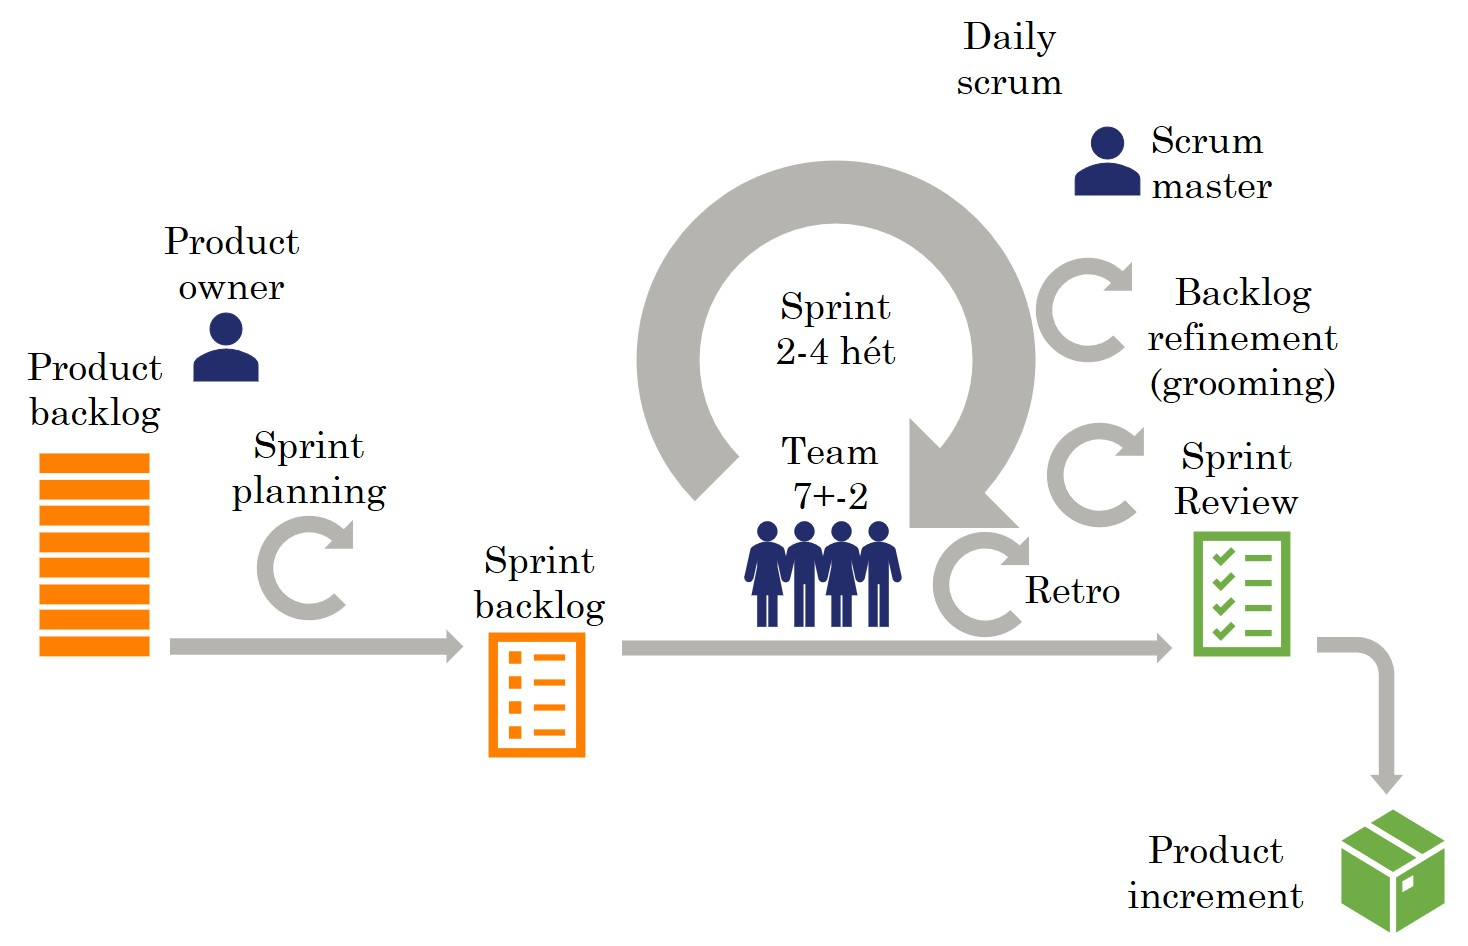 Daily
scrum
Scrum
master
Product
owner
Product
backlog
Sprint
planning
Sprint
backlog
Sprint
2-4 hét
Team
7+-2
Backlog
refinement
(grooming)
Sprint
Review
Retro
Product
increment